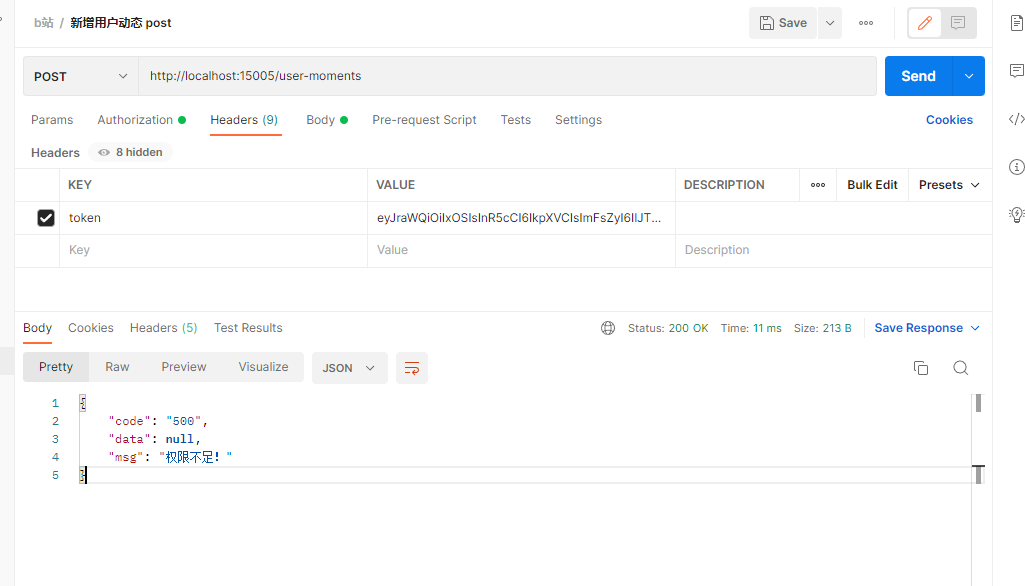 b站 / 新增用户动态 post
Save
POST http://localhost:15005/user-moments Send
Params Authorization Headers (9) Body Pre-request Script Tests Settings Cookies
Headers 8 hidden
KEY VALUE DESCRIPTION Bulk Edit Presets
token eyJraWQiOiIxOSIsInR5cCI6IkpXVCIsImFsZyI6IlJT...
Key Value Description
Body Cookies Headers (5) Test Results Status: 200 OK Time: 11 ms Size: 213 B Save Response
Pretty Raw Preview Visualize JSON
1 {
2 "code": "500",
3 "data": null,
4 "msg": "权限不足！"
5 }